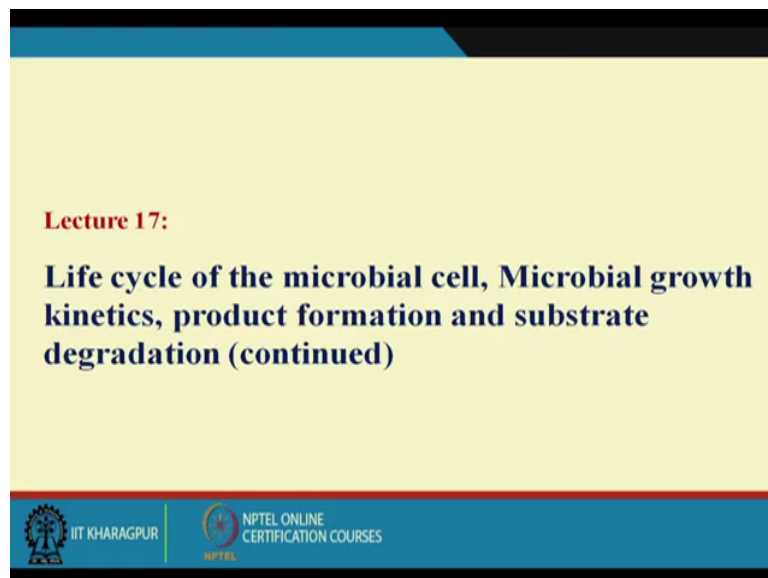 Lecture 17:
Life cycle of the microbial cell, Microbial growth
kinetics, product formation and substrate
degradation (continued)
IIT KHARAGPUR
NPTEL ONLINE
CERTIFICATION COURSES
NPTEL